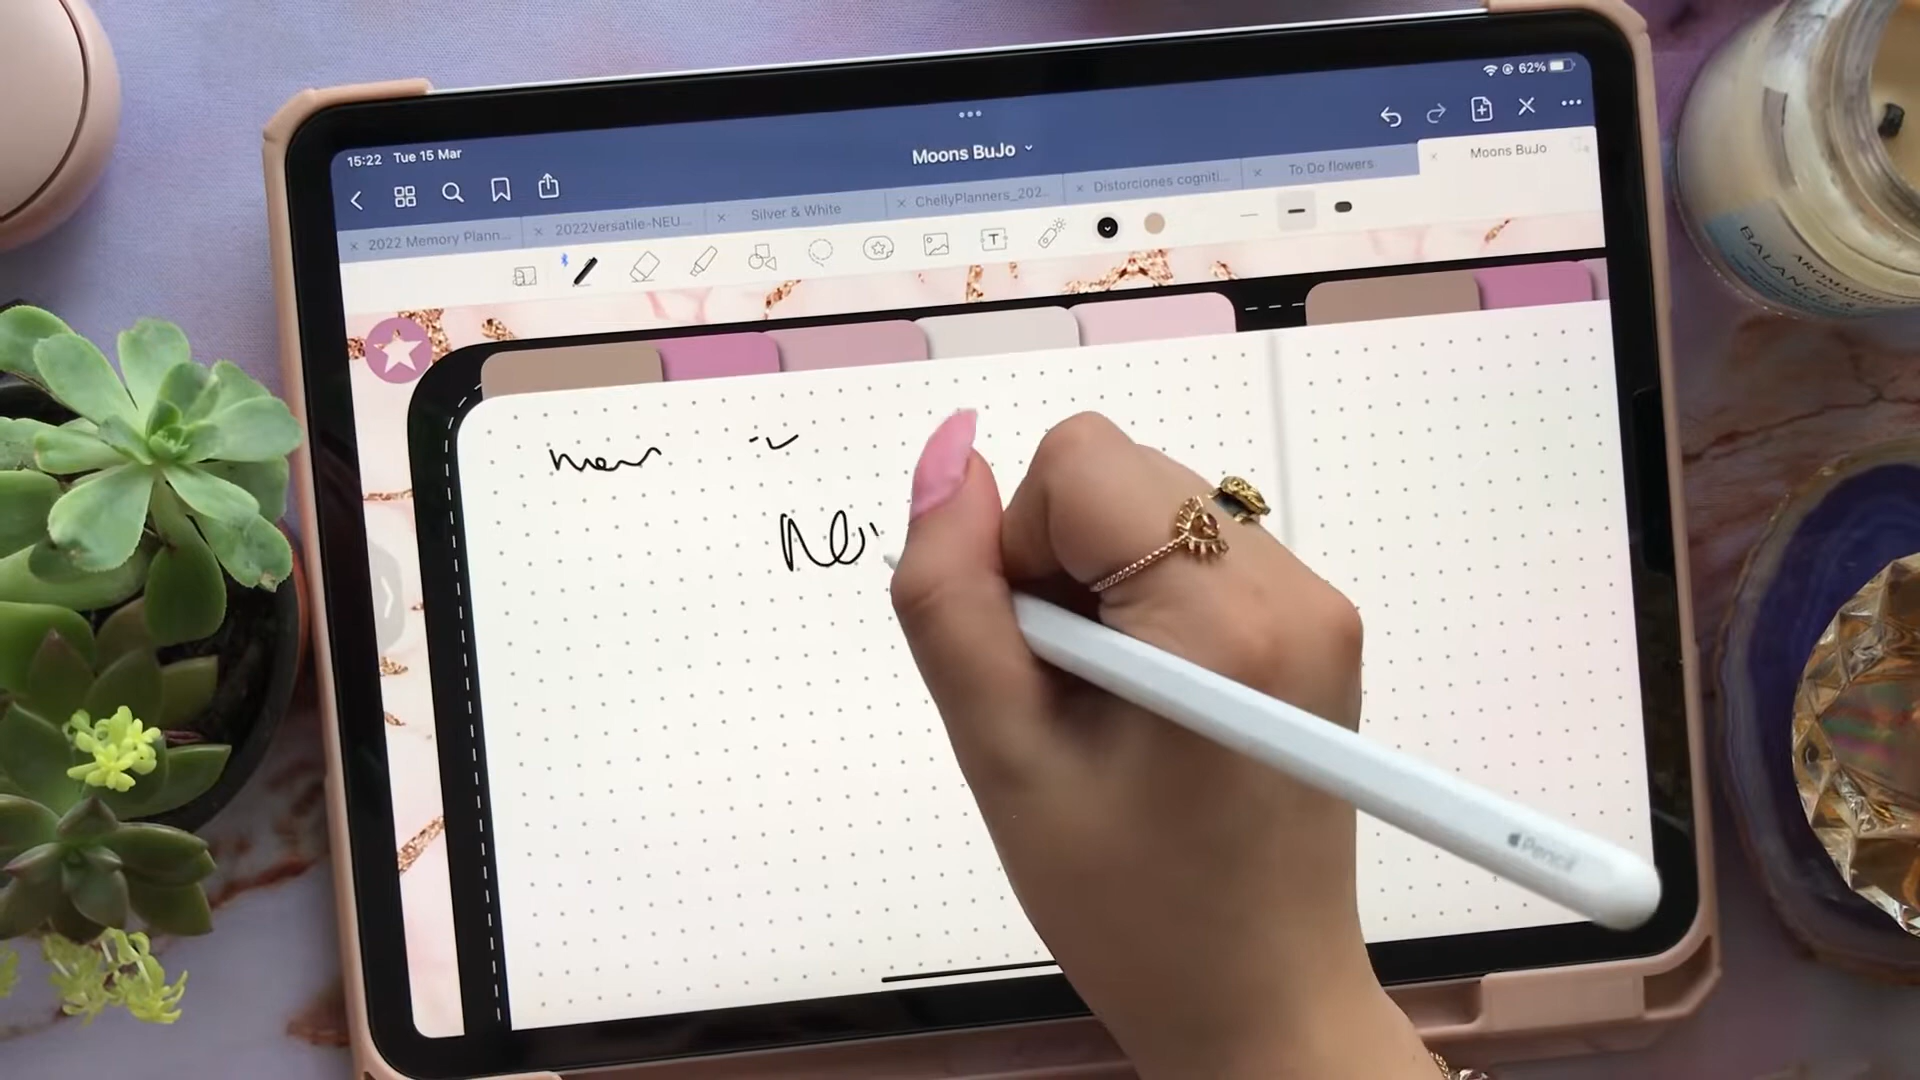 62%
15:22 Tue 15 Mar
Moons BuJo
2022 Memory Plann...
2022Versatile-NEU...
Silver & White
ChellyPlanners_202...
Distorciones cogniti...
To Do flowers
Moons BuJo
T
Pencil
BALANCE